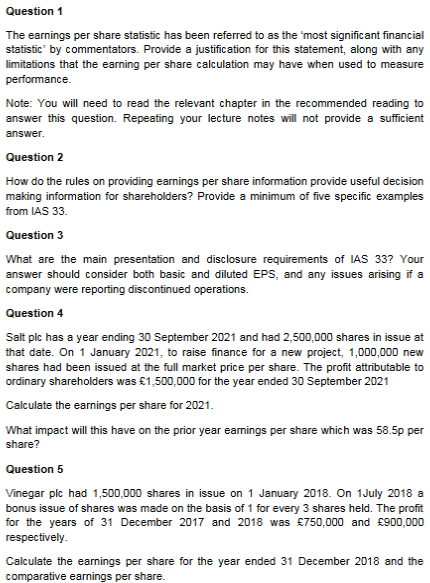 Question 1
The earnings per share statistic has been referred to as the 'most significant financial
statistic' by commentators. Provide a justification for this statement, along with any
limitations that the earning per share calculation may have when used to measure
performance.
Note: You will need to read the relevant chapter in the recommended reading to
answer this question. Repeating your lecture notes will not provide a sufficient
answer.
Question 2
How do the rules on providing earnings per share information provide useful decision
making information for shareholders? Provide a minimum of five specific examples
from IAS 33.
Question 3
What are the main presentation and disclosure requirements of IAS 33? Your
answer should consider both basic and diluted EPS, and any issues arising if a
company were reporting discontinued operations.
Question 4
Salt plc has a year ending 30 September 2021 and had 2,500,000 shares in issue at
that date. On 1 January 2021, to raise finance for a new project, 1,000,000 new
shares had been issued at the full market price per share. The profit attributable to
ordinary shareholders was £1,500,000 for the year ended 30 September 2021
Calculate the earnings per share for 2021.
What impact will this have on the prior year earnings per share which was 58.5p per
share?
Question 5
Vinegar plc had 1,500,000 shares in issue on 1 January 2018. On 1July 2018 a
bonus issue of shares was made on the basis of 1 for every 3 shares held. The profit
for the years of 31 December 2017 and 2018 was £750,000 and £900,000
respectively.
Calculate the earnings per share for the year ended 31 December 2018 and the
comparative earnings per share.